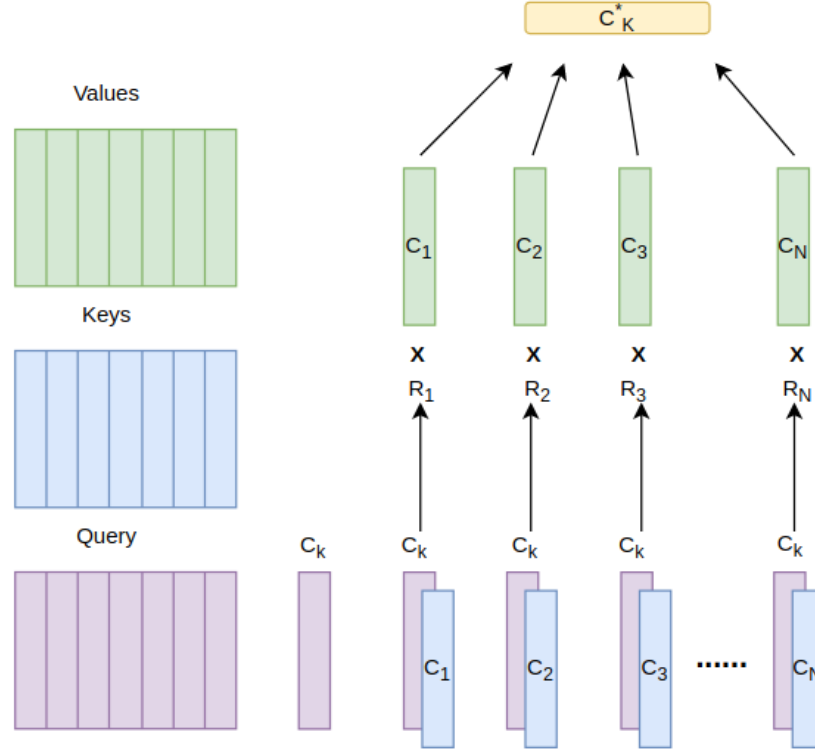 C*K
Values
C1 C2 C3 CN
Keys
X X X X
R1 R2 R3 RN
Query
Ck Ck Ck Ck Ck
C1 C2 C3 ...... CN